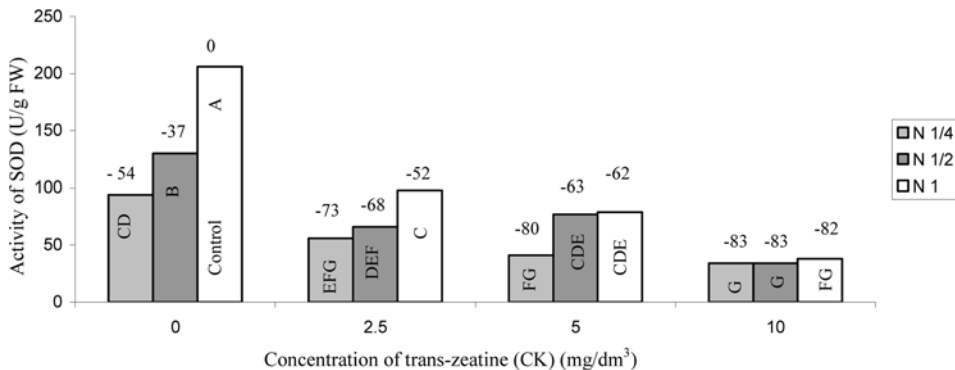 250
200
150
100
50
0
Activity of SOD (U/g FW)
- 54
-37
0
-73
-68
-52
-80
-63
-62
-83
-83
-82
CD
B
A
Control
EFG
DEF
C
FG
CDE
CDE
G
G
FG
0
2.5
5
10
Concentration of trans-zeatine (CK) (mg/dm³)
N 1/4
N 1/2
N 1